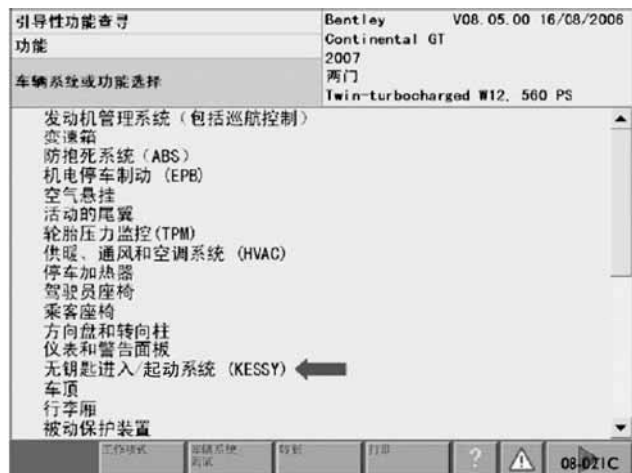 引导性功能查寻
Bentley V08.05.00 16/08/2006
功能
Continental GT
2007
车辆系统或功能选择
两门
Twin-turbocharged W12, 560 PS
发动机管理系统（包括巡航控制）
变速箱
防抱死系统（ABS）
机电停车制动 (EPB)
空气悬挂
活动的尾翼
轮胎压力监控(TPM)
供暖、通风和空调系统 (HVAC)
停车加热器
驾驶员座椅
乘客座椅
方向盘和转向柱
仪表和警告面板
无钥匙进入/起动系统 (KESSY)
车顶
行李厢
被动保护装置
工作模式
车辆系统
测试
打印
?